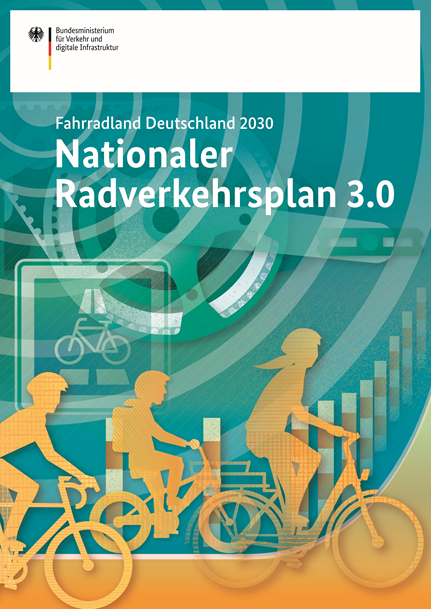 Bundesministerium
für Verkehr und
digitale Infrastruktur
Fahrradland Deutschland 2030
Nationaler
Radverkehrsplan 3.0